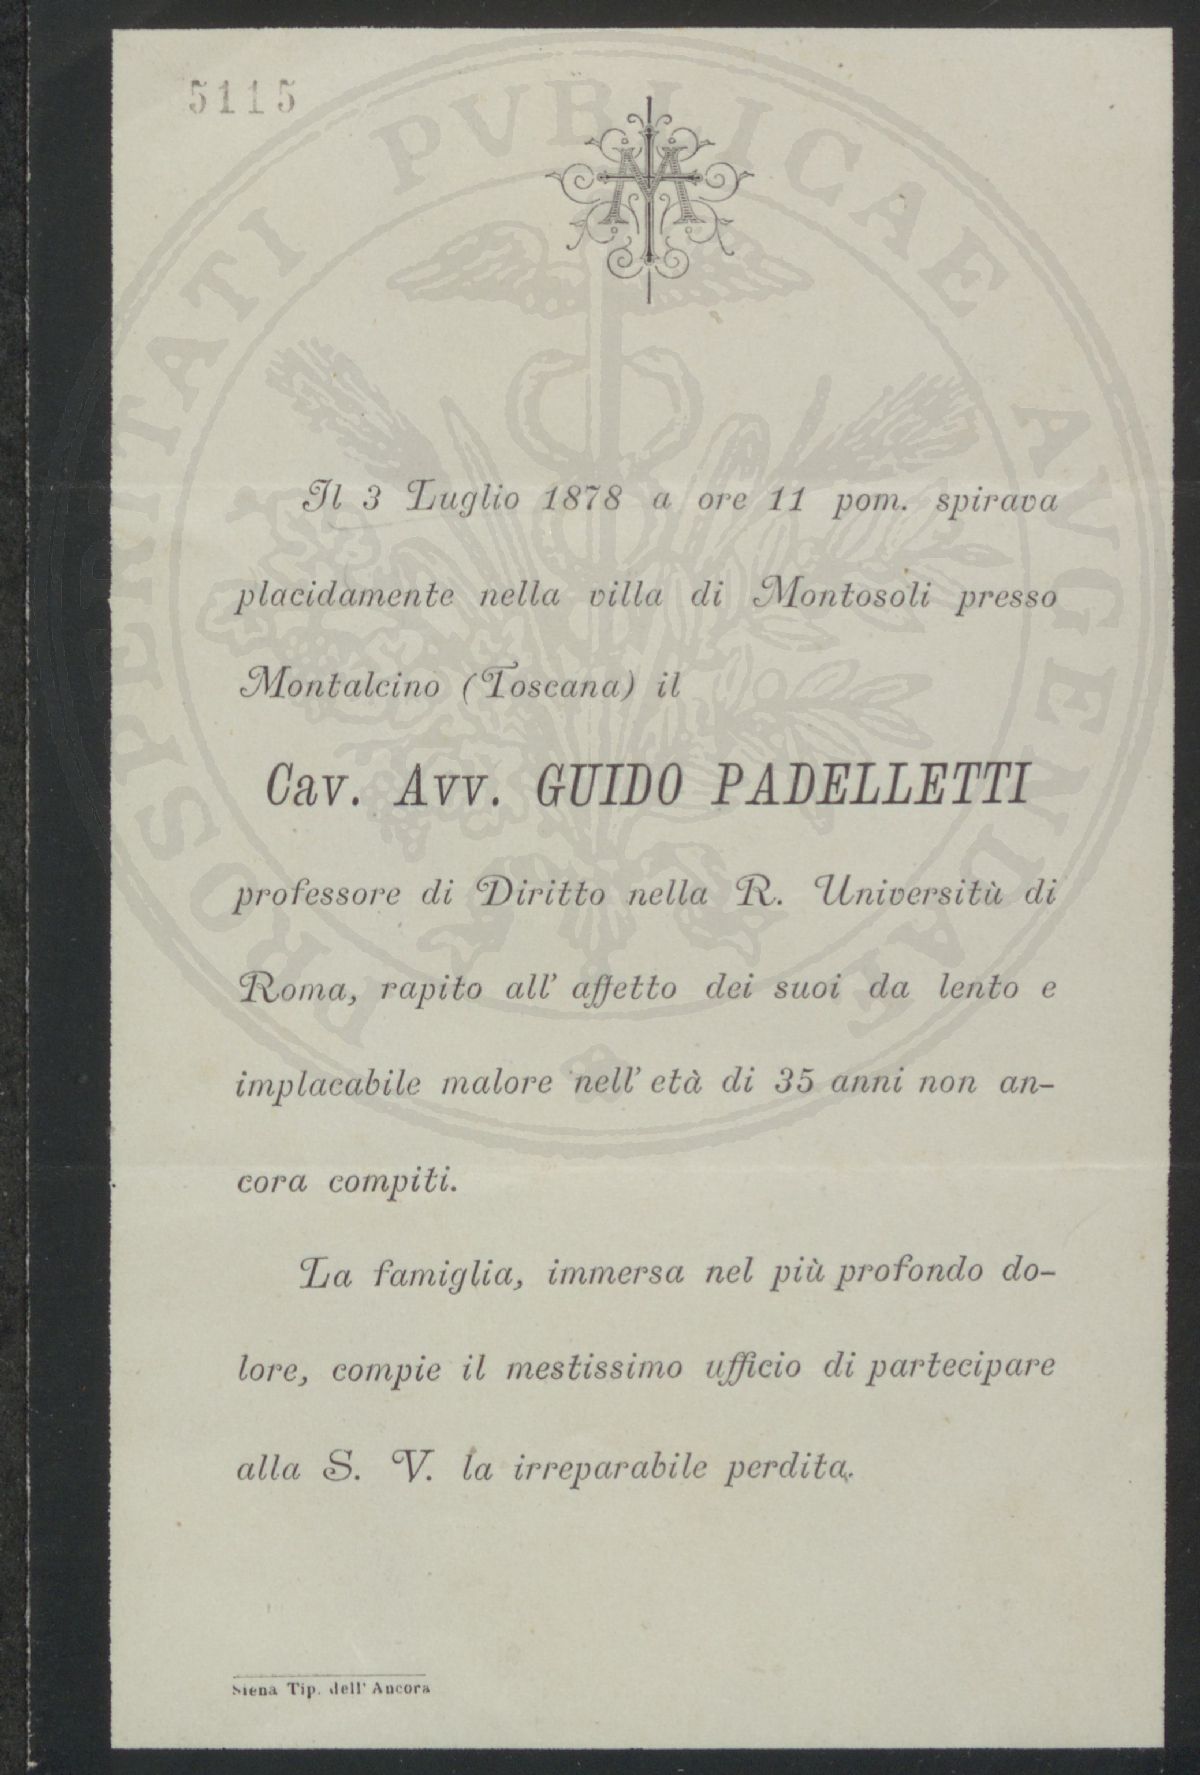 5115
PROSPERITATI PVBLICAE AVGENDAE
Il 3 Luglio 1878 a ore 11 pom. spirava
placidamente nella villa di Montosoli presso
Montalcino (Toscana) il
Cav. Avv. GUIDO PADELLETTI
professore di Diritto nella R. Università di
Roma, rapito all' affetto dei suoi da lento e
implacabile malore nell' età di 35 anni non an-
cora compiti.
La famiglia, immersa nel più profondo do-
lore, compie il mestissimo ufficio di partecipare
alla S. V. la irreparabile perdita.
Siena Tip. dell' Ancora